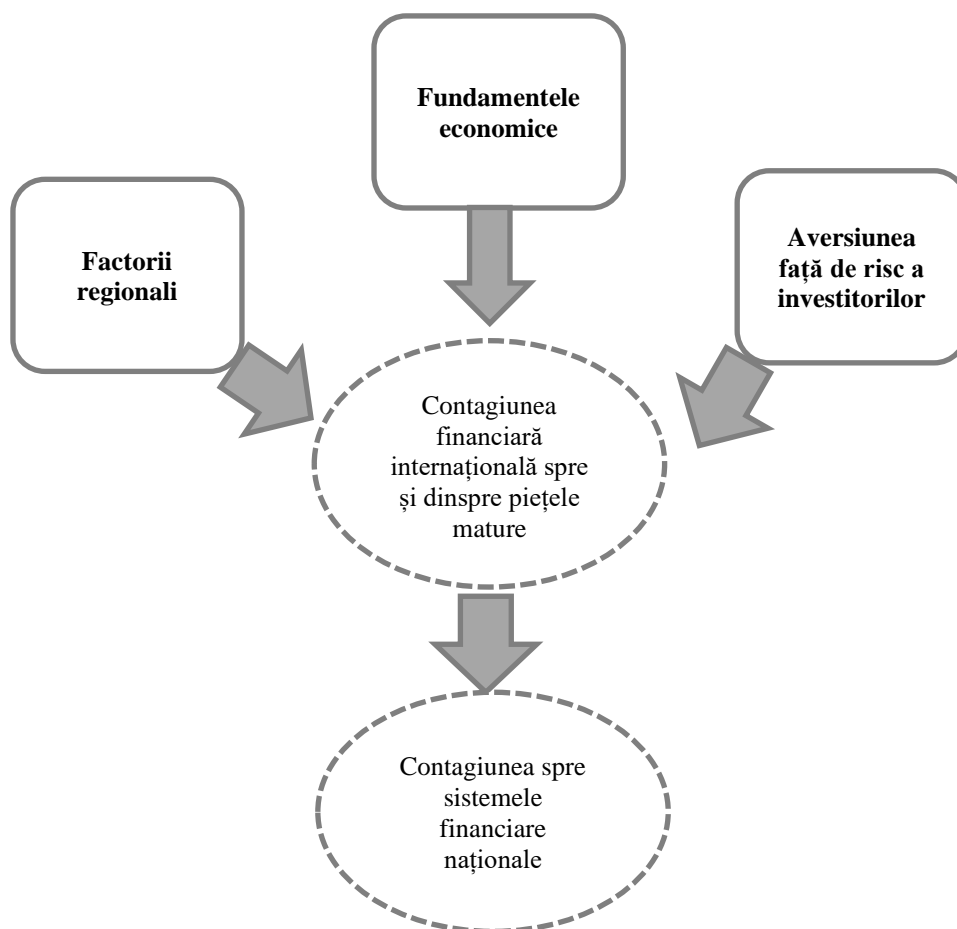 Fundamentele
economice
Factorii
regionali
Aversiunea
față de risc a
investitorilor
Contagiunea
financiară
internațională spre
și dinspre piețele
mature
Contagiunea spre
sistemele
financiare
naționale